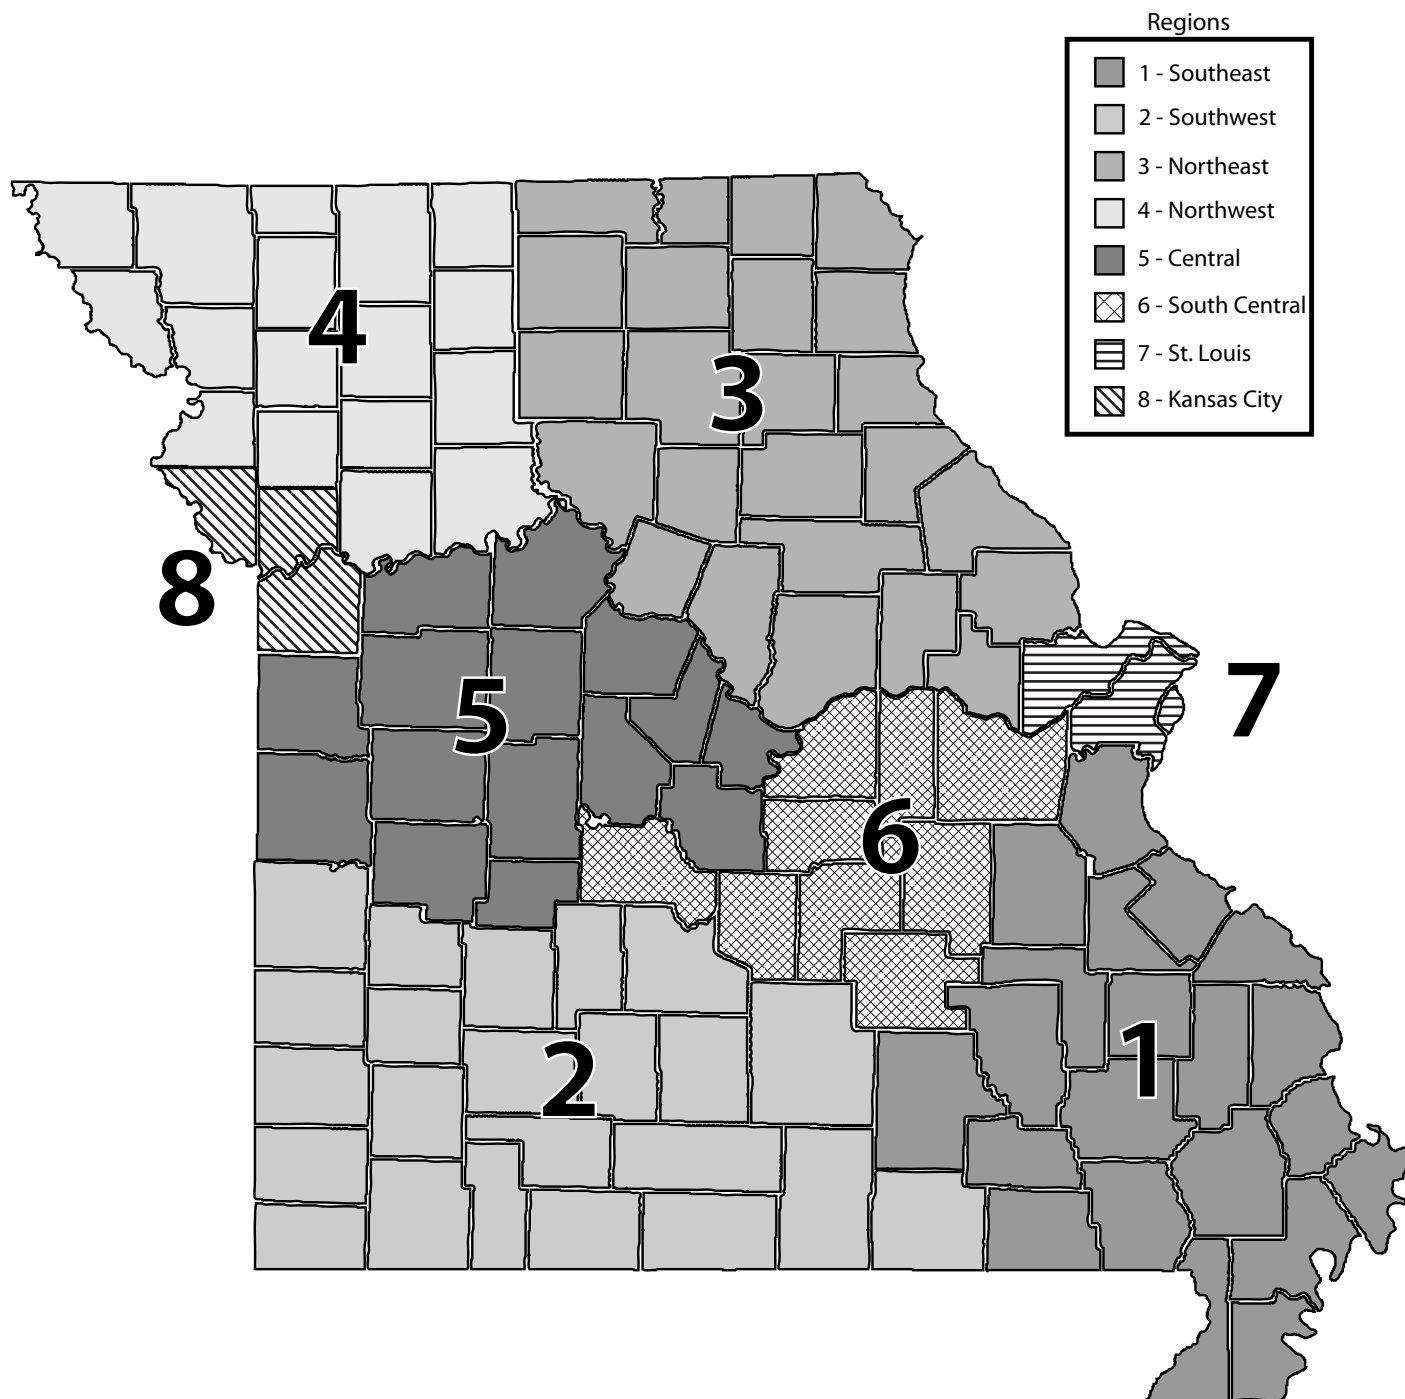 Regions
1 - Southeast
2 - Southwest
3 - Northeast
4 - Northwest
5 - Central
6 - South Central
7 - St. Louis
8 - Kansas City
4
3
8
5
7
6
2
1